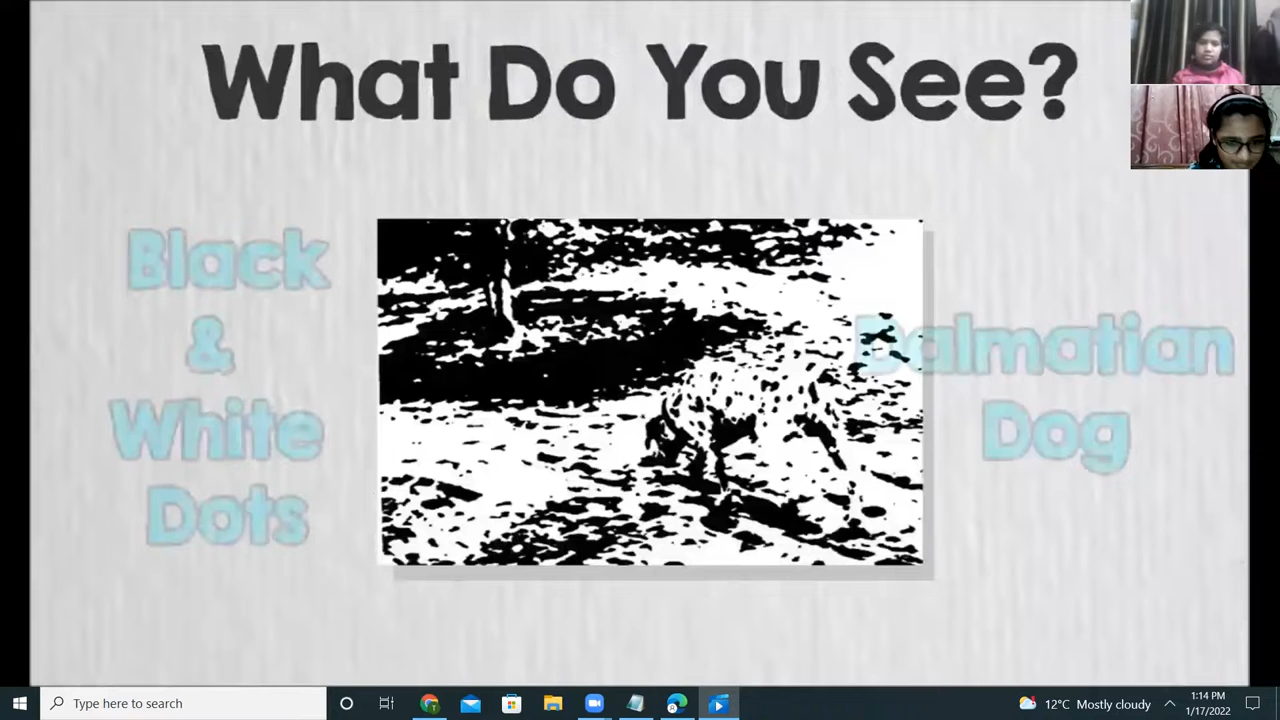 What Do You See?
Black
&
White
Dots
Dalmatian
Dog
Type here to search
12°C Mostly cloudy
1:14 PM
1/17/2022